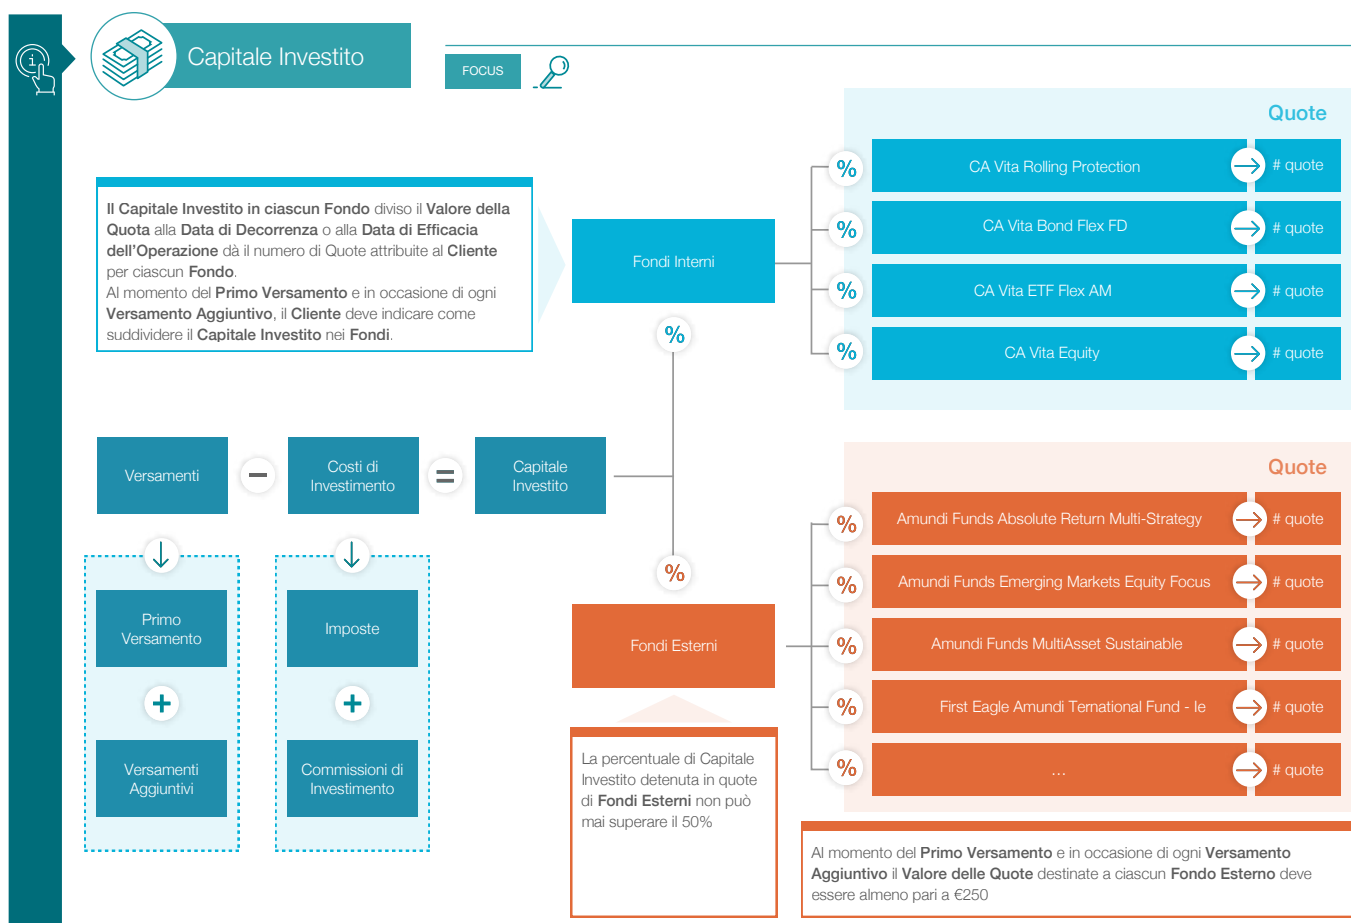 Capitale Investito
FOCUS
Il Capitale Investito in ciascun Fondo diviso il Valore della
Quota alla Data di Decorrenza o alla Data di Efficacia
dell'Operazione dà il numero di Quote attribuite al Cliente
per ciascun Fondo.
Al momento del Primo Versamento e in occasione di ogni
Versamento Aggiuntivo, il Cliente deve indicare come
suddividere il Capitale Investito nei Fondi.
Fondi Interni
%
Quote
% CA Vita Rolling Protection → # quote
% CA Vita Bond Flex FD → # quote
% CA Vita ETF Flex AM → # quote
% CA Vita Equity → # quote
Versamenti
−
Costi di
Investimento
=
Capitale
Investito
Primo
Versamento
+
Versamenti
Aggiuntivi
Imposte
+
Commissioni di
Investimento
%
Fondi Esterni
Quote
% Amundi Funds Absolute Return Multi-Strategy → # quote
% Amundi Funds Emerging Markets Equity Focus → # quote
% Amundi Funds MultiAsset Sustainable → # quote
% First Eagle Amundi Ternational Fund - Ie → # quote
% ... → # quote
La percentuale di Capitale
Investito detenuta in quote
di Fondi Esterni non può
mai superare il 50%
Al momento del Primo Versamento e in occasione di ogni Versamento
Aggiuntivo il Valore delle Quote destinate a ciascun Fondo Esterno deve
essere almeno pari a €250